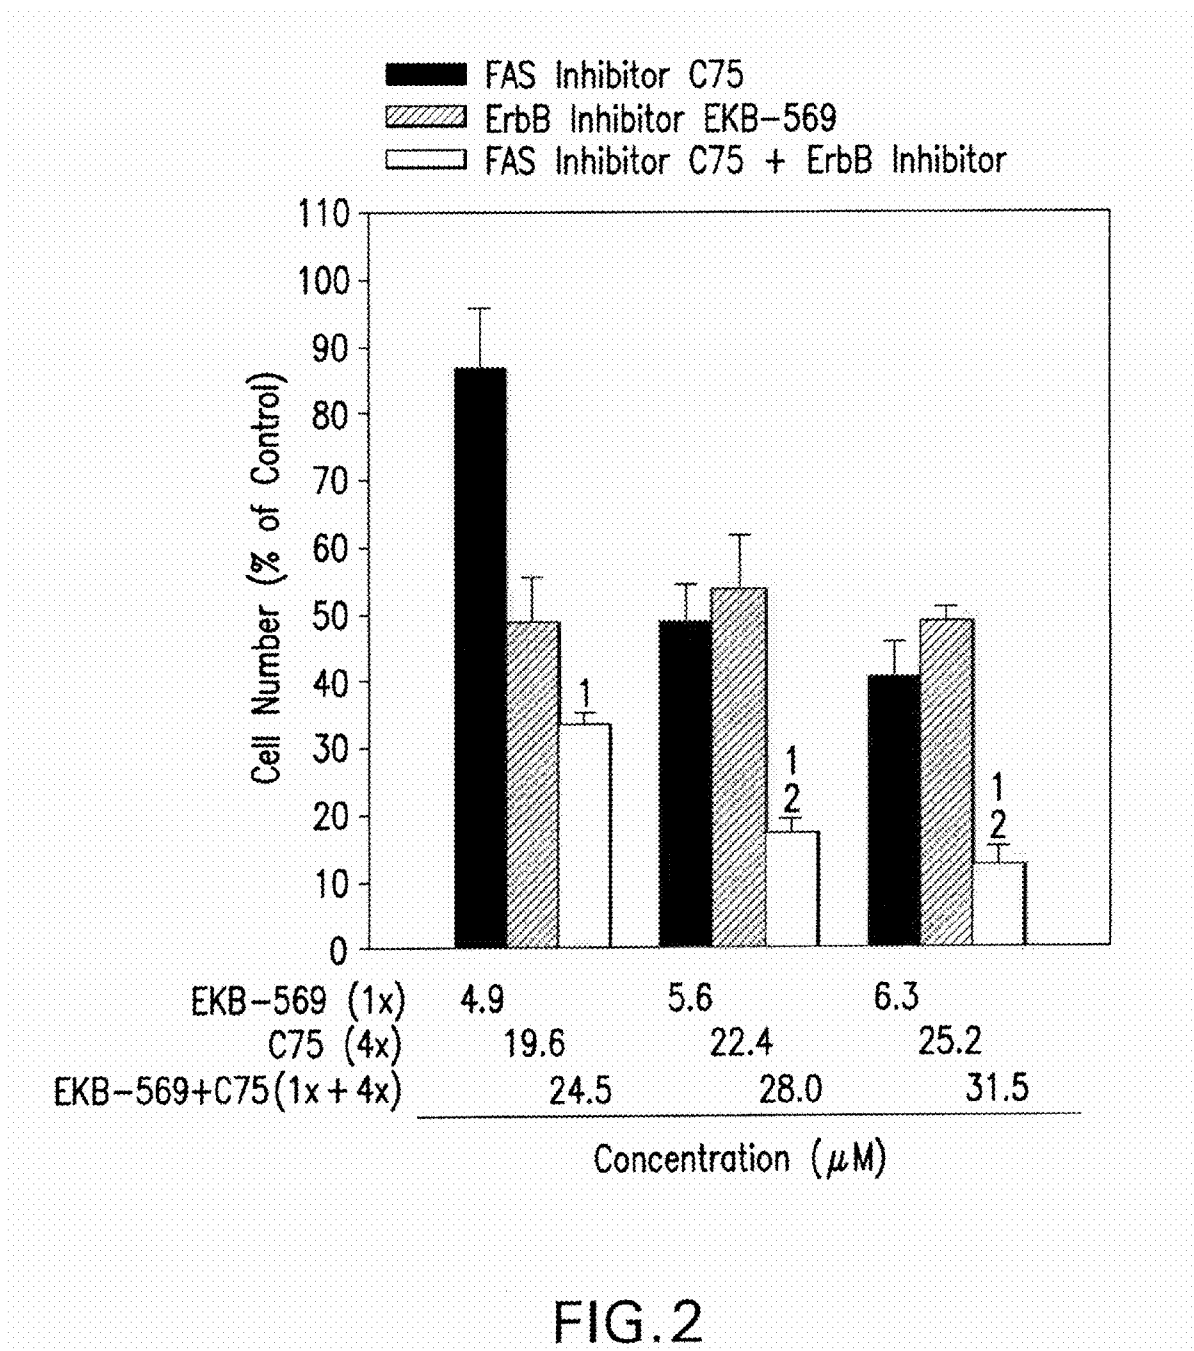 FAS Inhibitor C75
ErbB Inhibitor EKB-569
FAS Inhibitor C75 + ErbB Inhibitor
110
100
90
80
70
60
50
40
30
20
10
0
Cell Number (% of Control)
1
1
2
1
2
EKB-569 (1x) 4.9 5.6 6.3
C75 (4x) 19.6 22.4 25.2
EKB-569+C75(1x + 4x) 24.5 28.0 31.5
Concentration (μM)
FIG.2